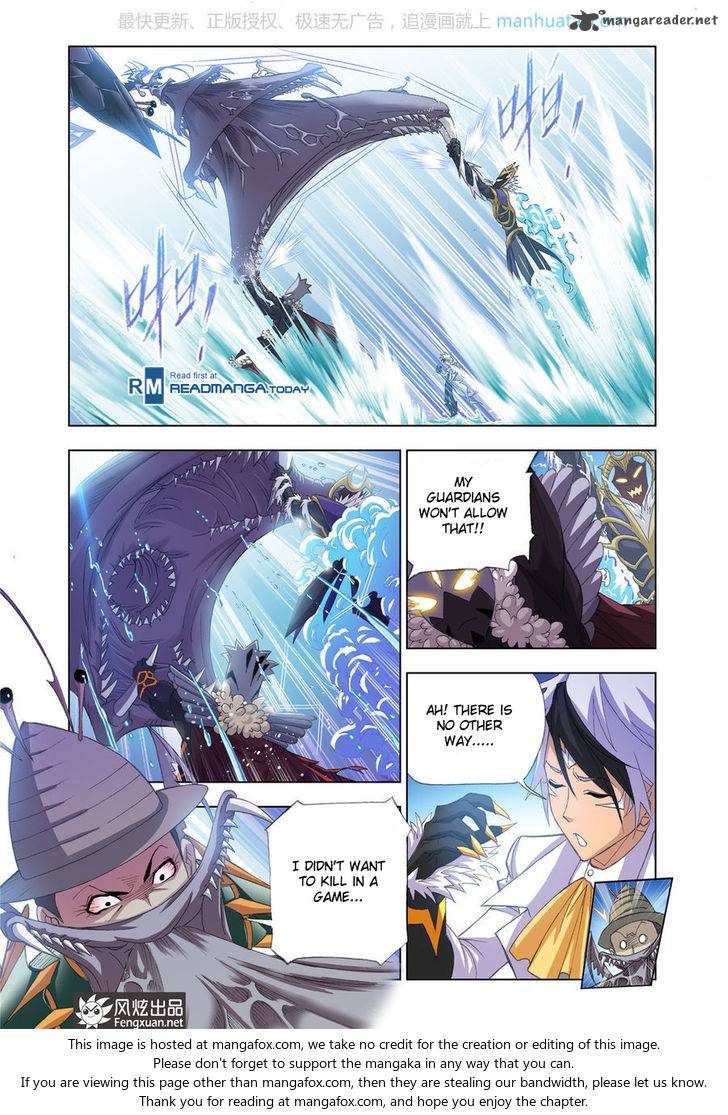 最快更新、正版授权、极速无广告，追漫画就上 manhuata
mangareader.net
啪!
啪!
啪!
RM Read first at
READMANGA.TODAY
MY
GUARDIANS
WON'T ALLOW
THAT!!
AH! THERE IS
NO OTHER
WAY.....
I DIDN'T WANT
TO KILL IN A
GAME...
风炫出品
Fengxuan.net
This image is hosted at mangafox.com, we take no credit for the creation or editing of this image.
Please don't forget to support the mangaka in any way that you can.
If you are viewing this page other than mangafox.com, then they are stealing our bandwidth, please let us know.
Thank you for reading at mangafox.com, and hope you enjoy the chapter.